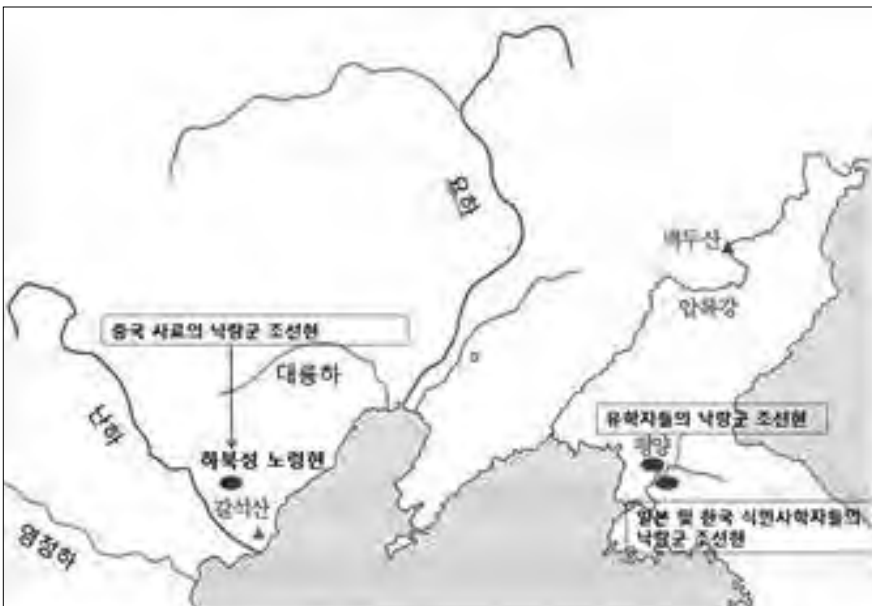 요하
백두산
압록강
중국 사료의 낙랑군 조선현
대릉하
난하
하북성 노령현
갈석산
영정하
유학자들의 낙랑군 조선현
평양
일본 및 한국 식민사학자들의
낙랑군 조선현